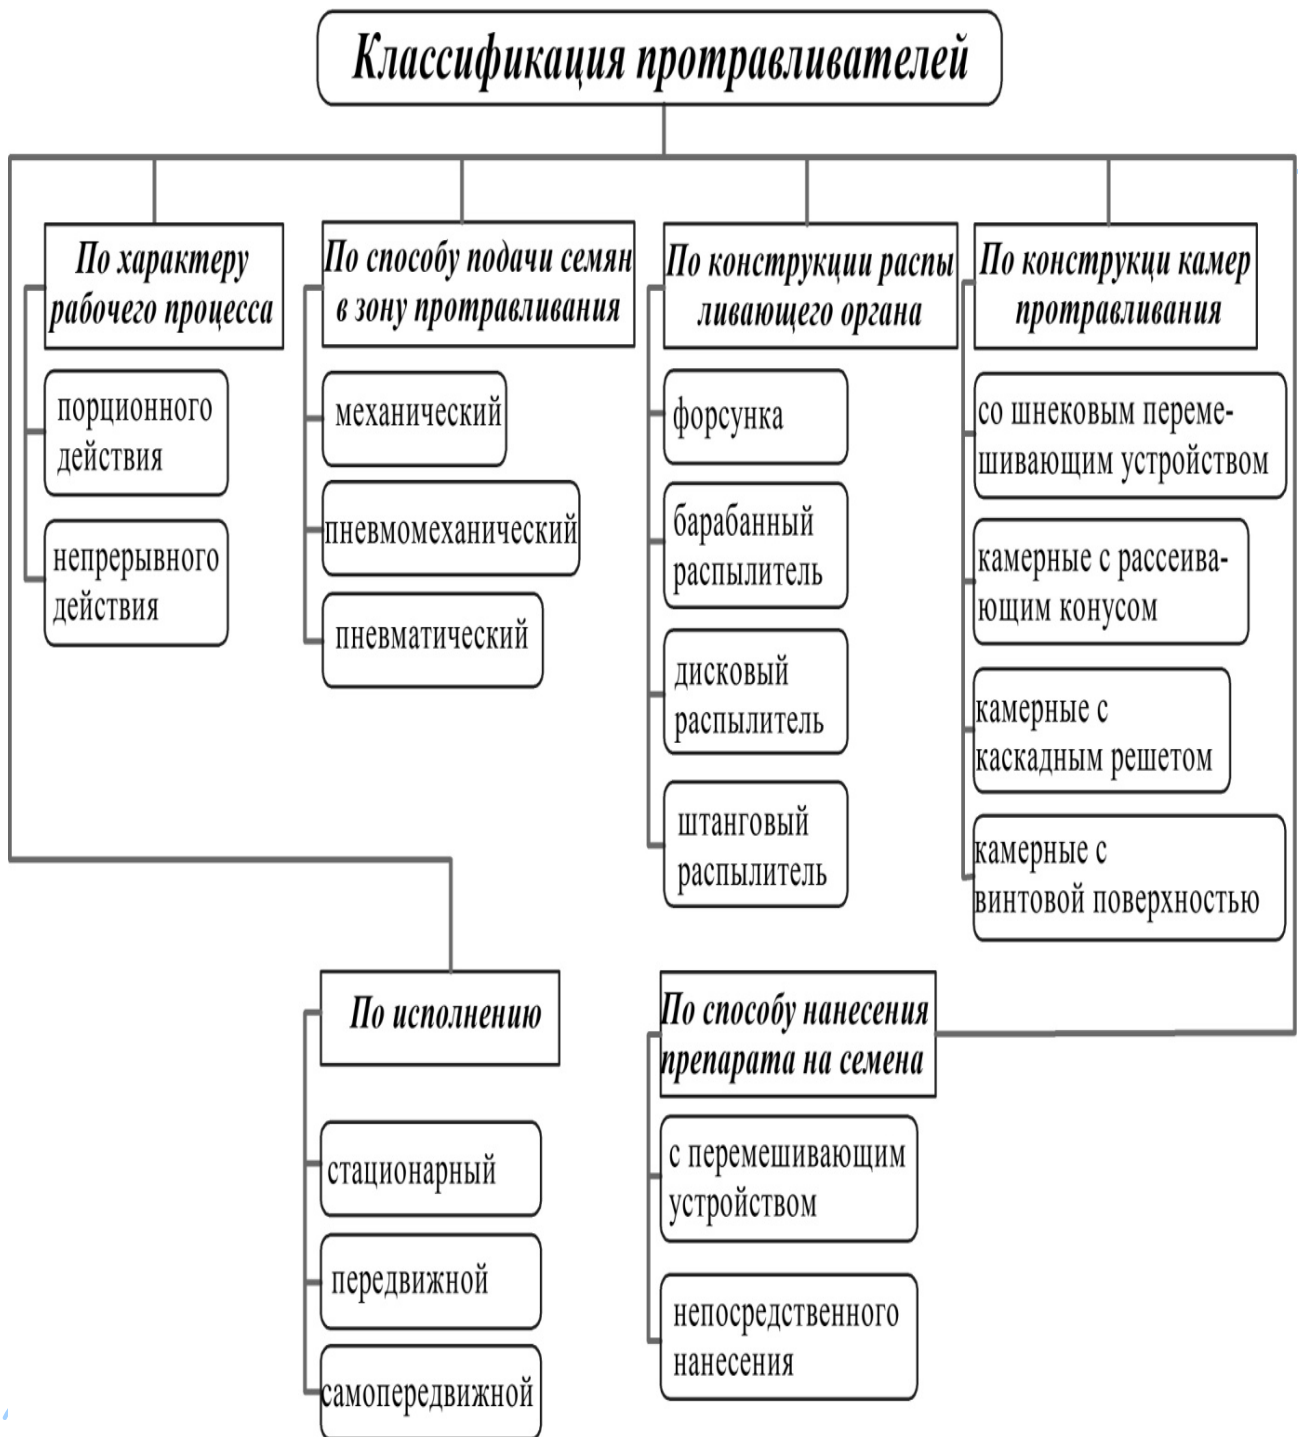 Классификация протравливателей
По характеру
рабочего процесса
порционного
действия
непрерывного
действия
По способу подачи семян
в зону протравливания
механический
пневмомеханический
пневматический
По конструкции распы
ливающего органа
форсунка
барабанный
распылитель
дисковый
распылитель
штанговый
распылитель
По конструкци камер
протравливания
со шнековым переме-
шивающим устройством
камерные с рассеива-
ющим конусом
камерные с
каскадным решетом
камерные с
винтовой поверхностью
По исполнению
стационарный
передвижной
самопередвижной
По способу нанесения
препарата на семена
с перемешивающим
устройством
непосредственного
нанесения